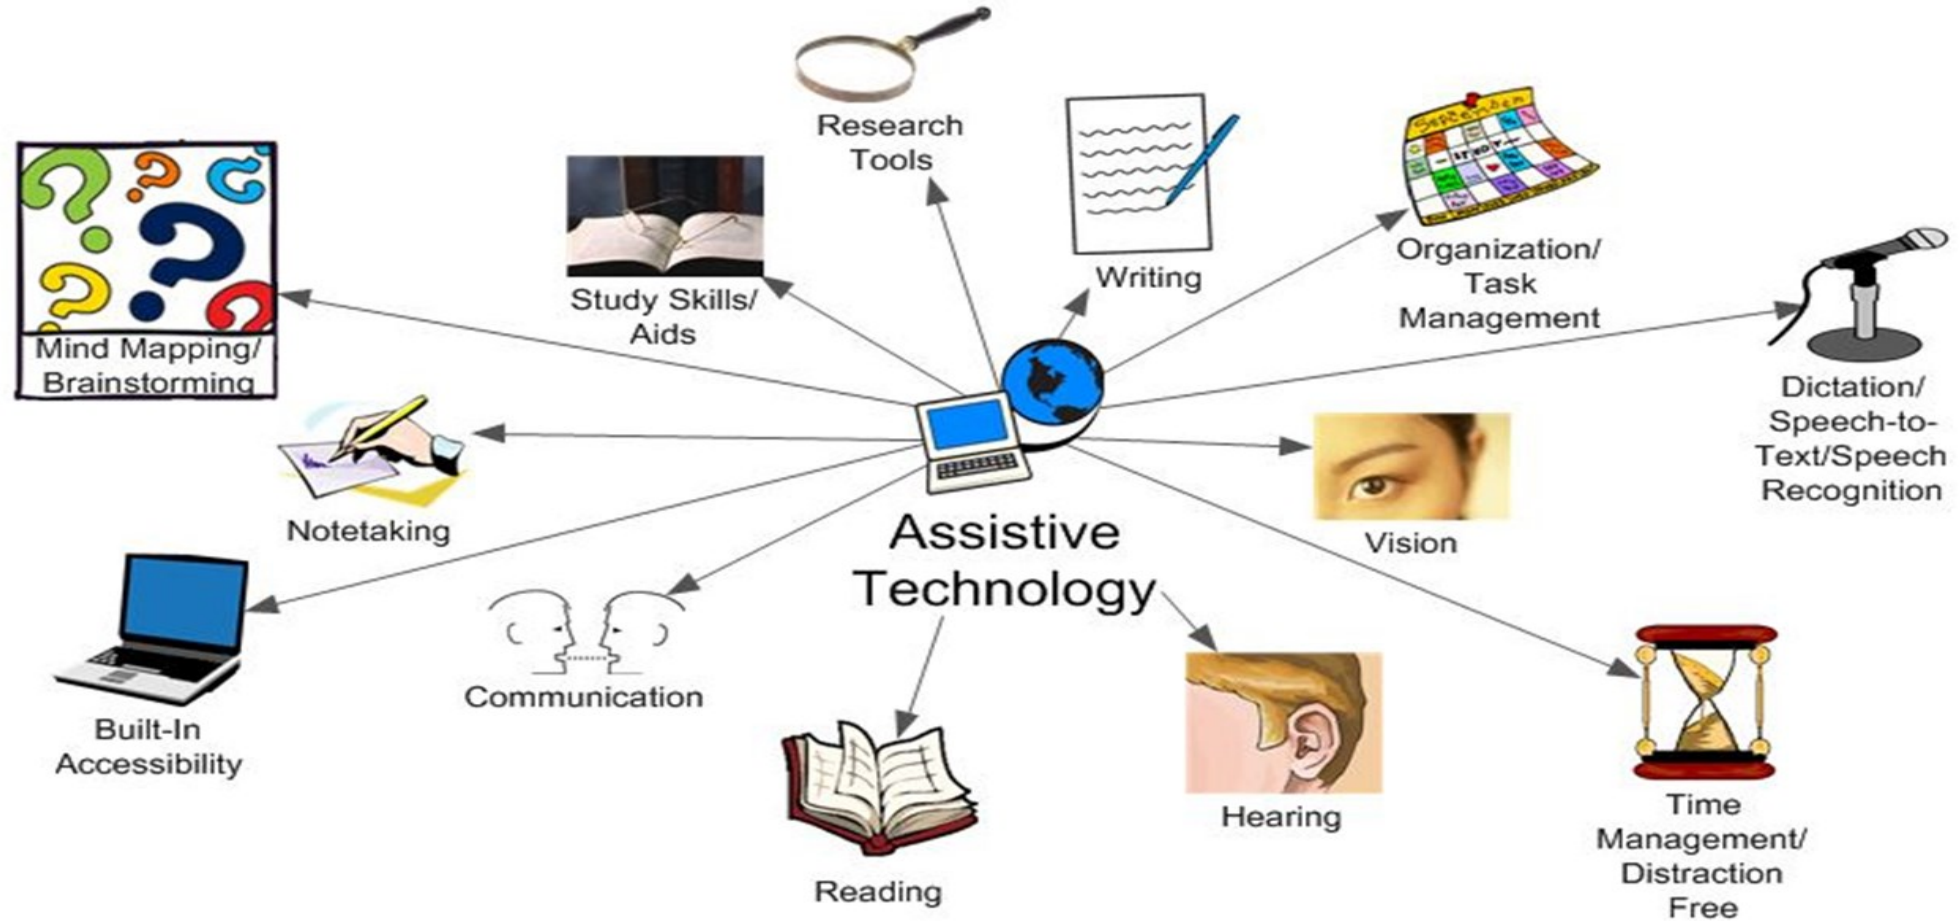 Research
Tools
Writing
September
Organization/
Task
Management
Study Skills/
Aids
Mind Mapping/
Brainstorming
Dictation/
Speech-to-
Text/Speech
Recognition
Notetaking
Vision
Assistive
Technology
Communication
Built-In
Accessibility
Hearing
Reading
Time
Management/
Distraction
Free